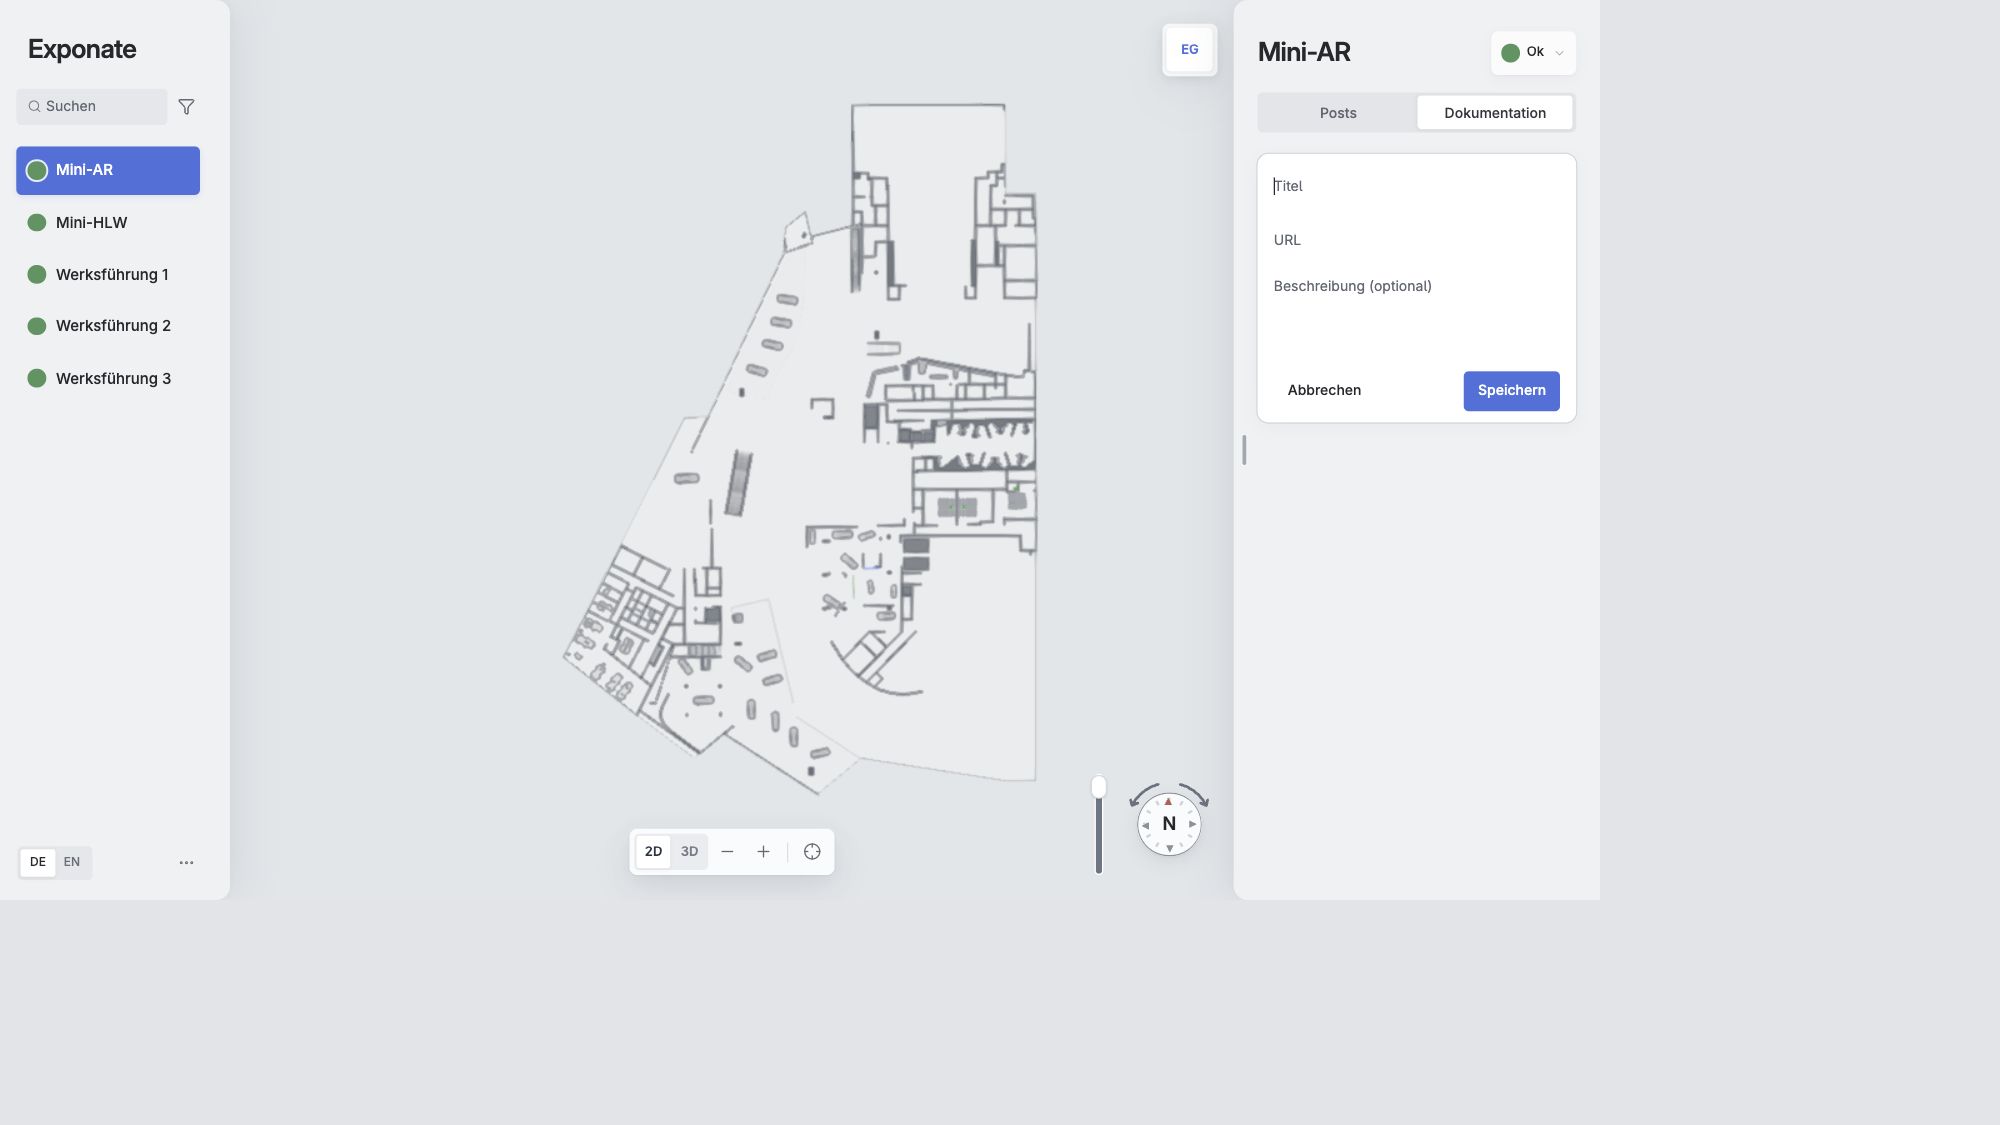 Exponate
Suchen
Mini-AR
Mini-HLW
Werksführung 1
Werksführung 2
Werksführung 3
DE EN
EG
2D 3D
N
Mini-AR
Ok
Posts Dokumentation
Titel
URL
Beschreibung (optional)
Abbrechen Speichern